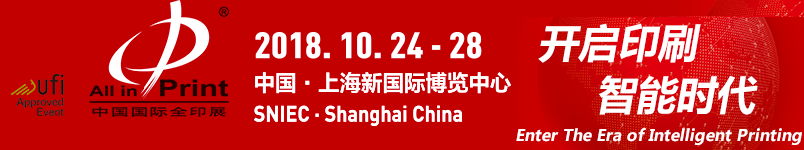 ufi
Approved
Event
All in Print
中国国际全印展
2018. 10. 24 - 28
中国 · 上海新国际博览中心
SNIEC · Shanghai China
开启印刷
智能时代
Enter The Era of Intelligent Printing